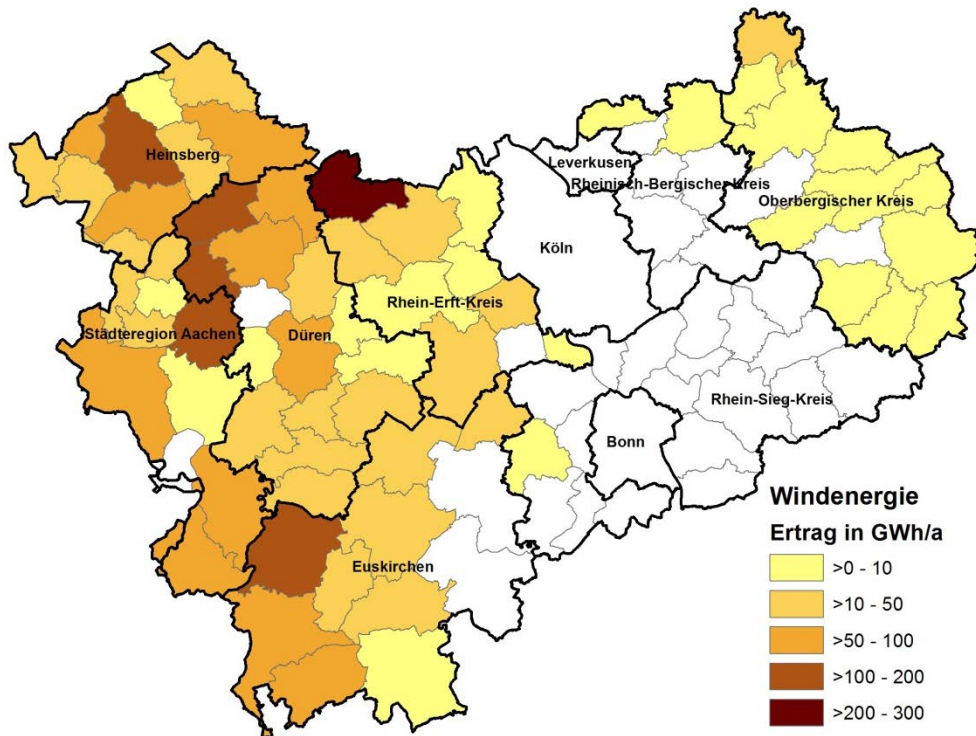 Heinsberg
Leverkusen
Rheinisch-Bergischer Kreis
Oberbergischer Kreis
Köln
Rhein-Erft-Kreis
Städteregion Aachen
Düren
Rhein-Sieg-Kreis
Bonn
Euskirchen
Windenergie
Ertrag in GWh/a
>0 - 10
>10 - 50
>50 - 100
>100 - 200
>200 - 300